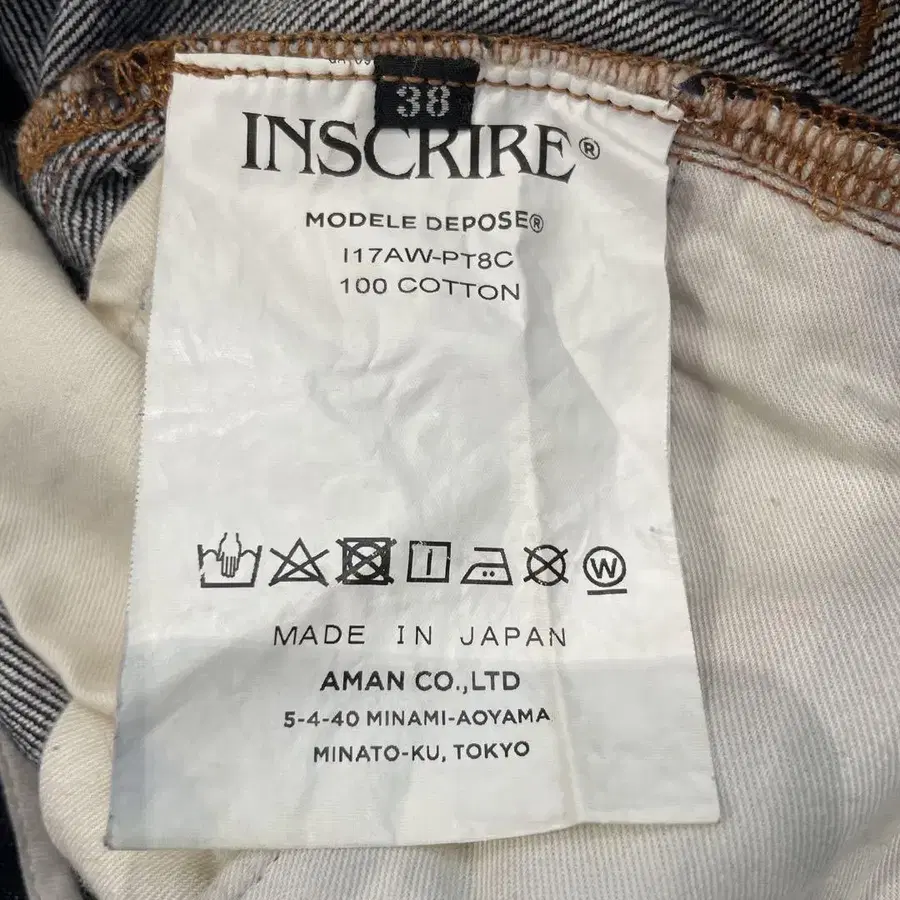 38
INSCRIRE®
MODELE DEPOSE®
I17AW-PT8C
100 COTTON
W
MADE IN JAPAN
AMAN CO.,LTD
5-4-40 MINAMI-AOYAMA
MINATO-KU, TOKYO